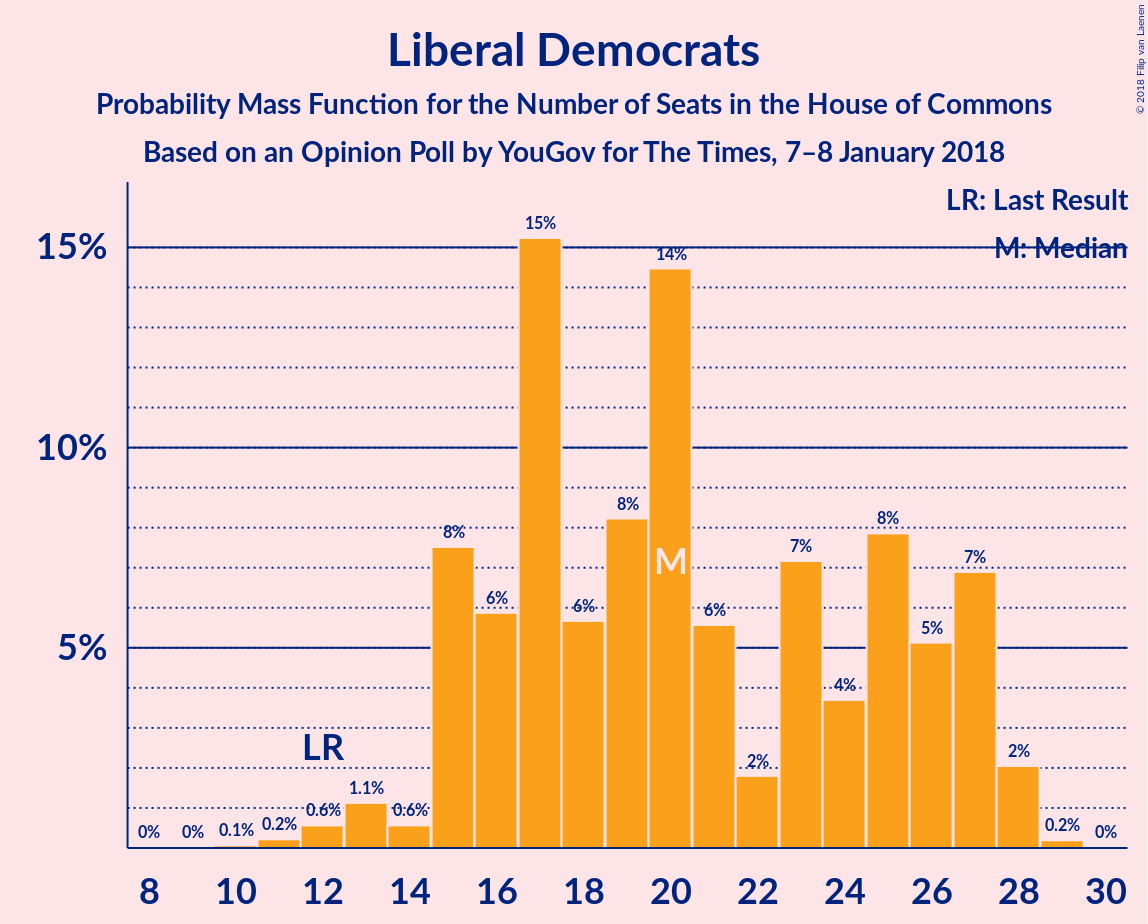 Liberal Democrats
Probability Mass Function for the Number of Seats in the House of Commons
Based on an Opinion Poll by YouGov for The Times, 7–8 January 2018
© 2018 Filip van Laenen
LR: Last Result
M: Median
15%
10%
5%
0%
0%
0.1%
0.2%
0.6%
1.1%
0.6%
8%
6%
15%
6%
8%
14%
6%
2%
7%
4%
8%
5%
7%
2%
0.2%
0%
LR
M
8 10 12 14 16 18 20 22 24 26 28 30